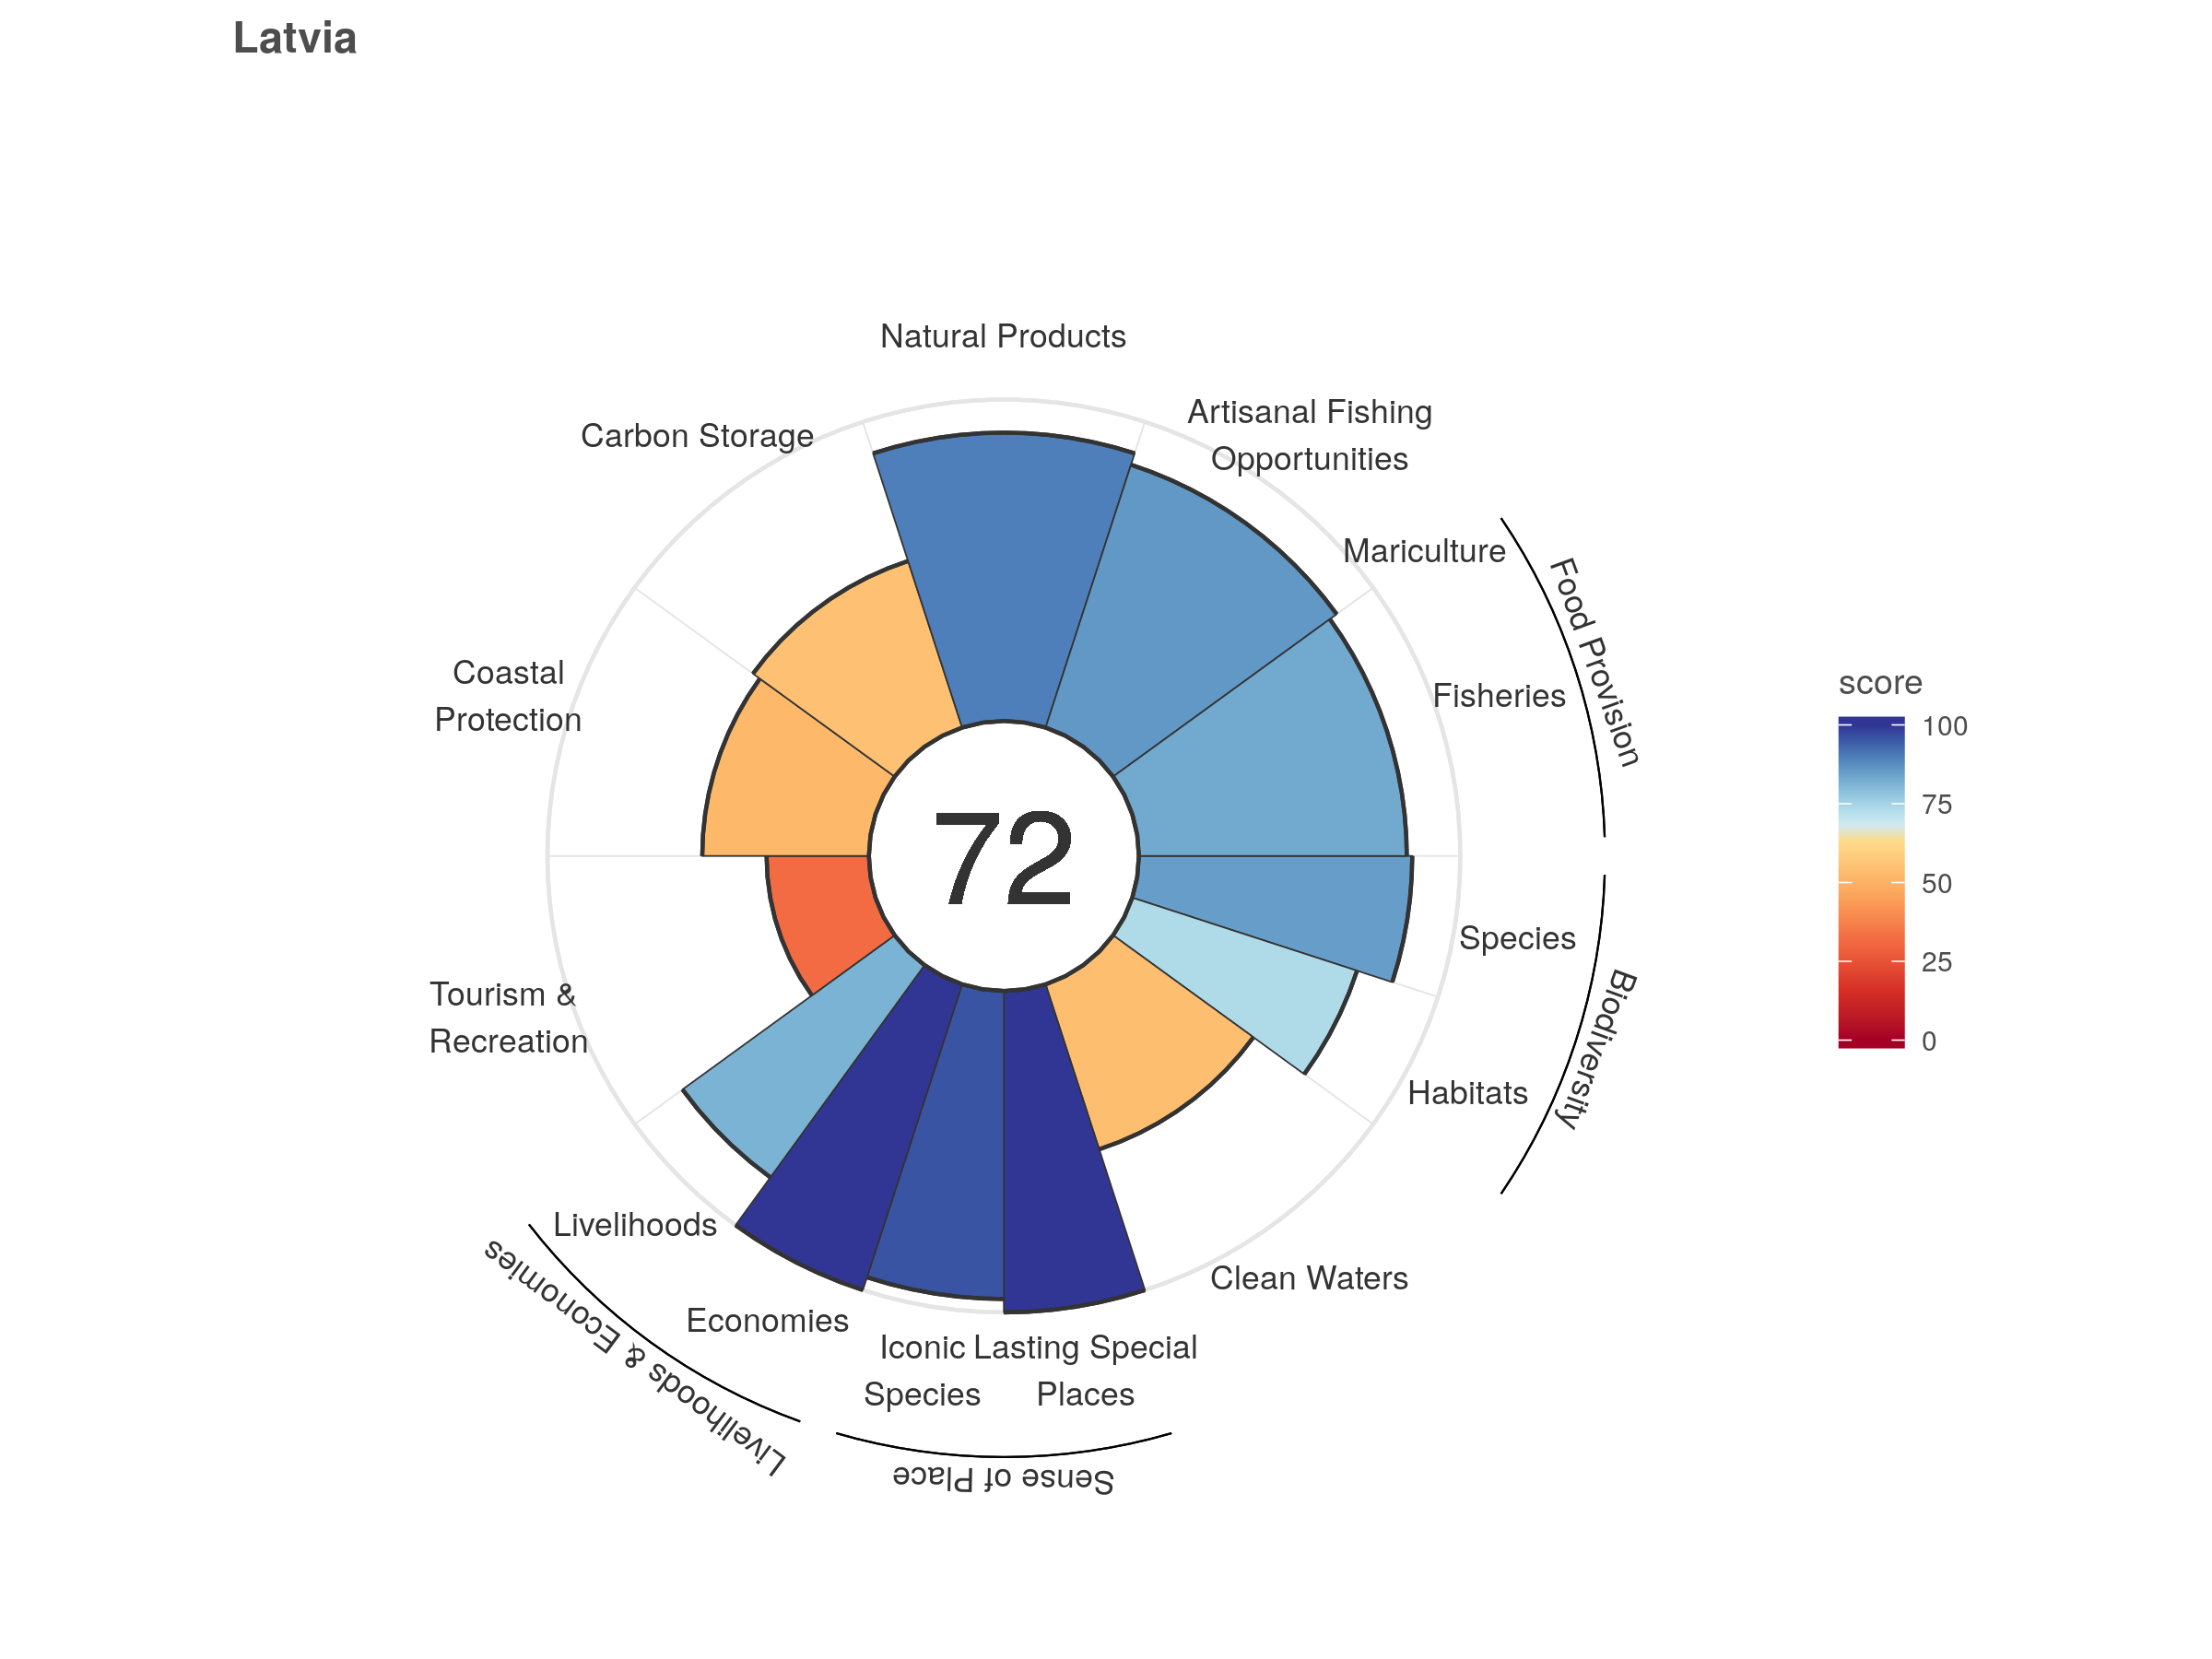 Latvia
Natural Products
Artisanal Fishing
Opportunities
Carbon Storage
Mariculture
Food Provision
Fisheries
Coastal
Protection
score
100
75
50
25
0
72
Species
Biodiversity
Habitats
Tourism &
Recreation
Livelihoods
Livelihoods & Economies
Economies
Clean Waters
Iconic
Species
Lasting Special
Places
Sense of Place